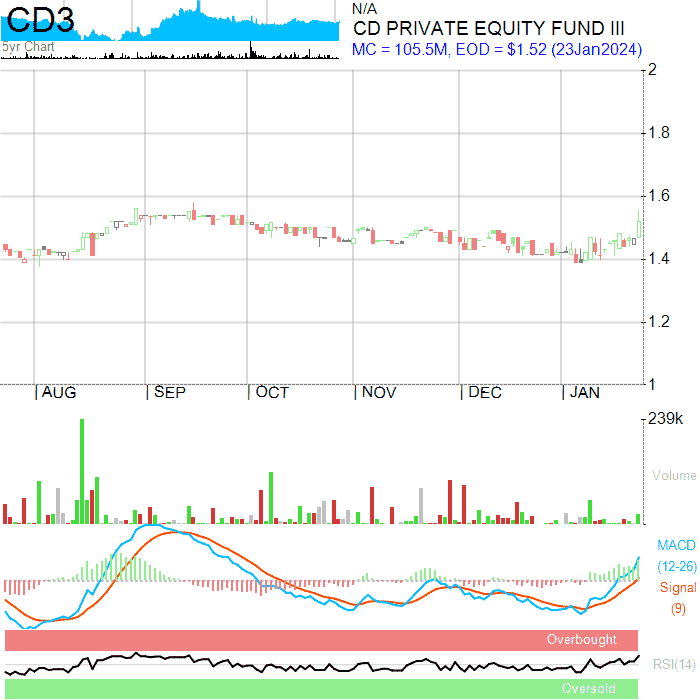 CD3
5yr Chart
N/A
CD PRIVATE EQUITY FUND III
MC = 105.5M, EOD = $1.52 (23Jan2024)
2
1.8
1.6
1.4
1.2
1
AUG SEP OCT NOV DEC JAN
239k
Volume
MACD
(12-26)
Signal
(9)
Overbought
RSI(14)
Oversold